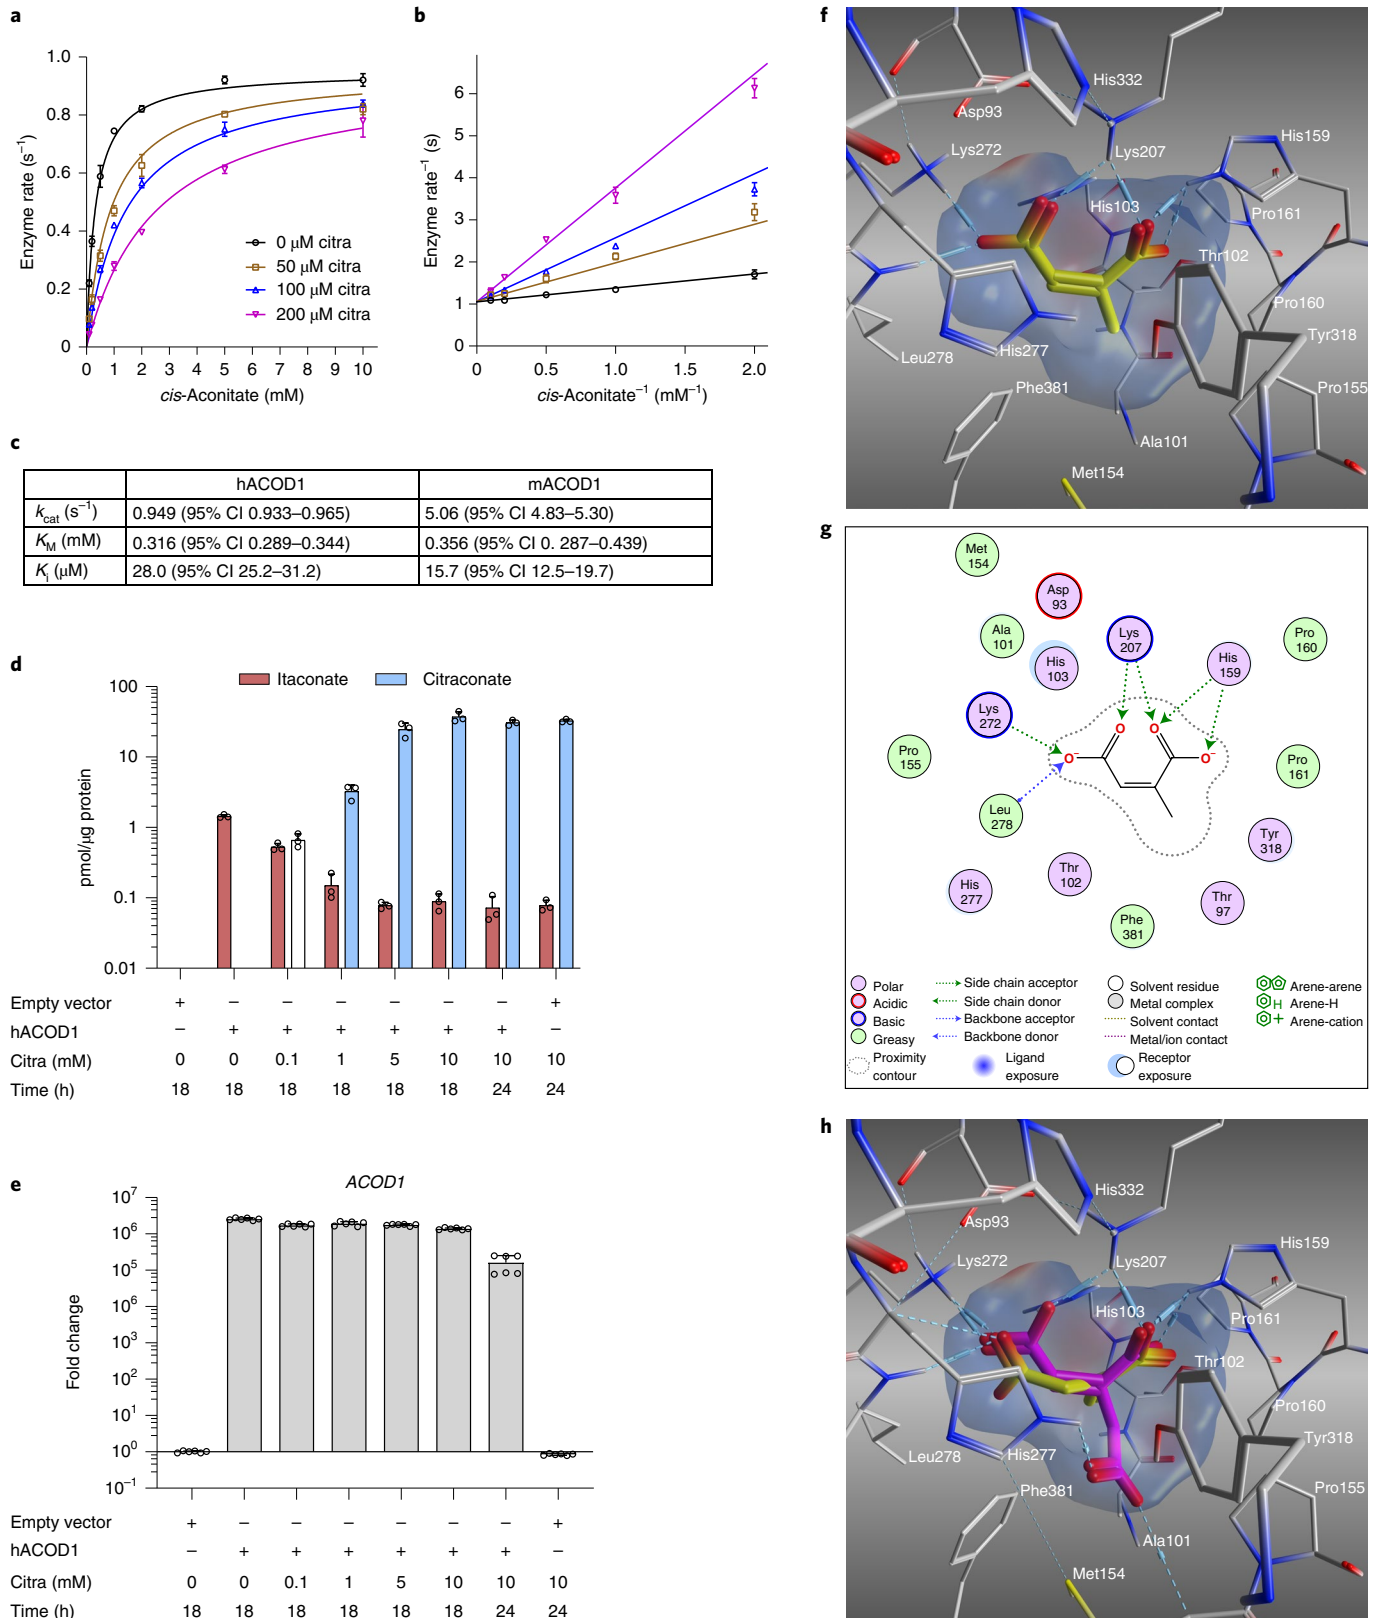 a
1.0
0.8
0.6
0.4
0.2
0
Enzyme rate (s⁻¹)
0 1 2 3 4 5 6 7 8 9 10
cis-Aconitate (mM)
0 μM citra
50 μM citra
100 μM citra
200 μM citra
b
6
5
4
3
2
1
0
Enzyme rate⁻¹ (s)
0 0.5 1.0 1.5 2.0
cis-Aconitate⁻¹ (mM⁻¹)
c
hACOD1 mACOD1
kcat (s⁻¹) 0.949 (95% CI 0.933–0.965) 5.06 (95% CI 4.83–5.30)
KM (mM) 0.316 (95% CI 0.289–0.344) 0.356 (95% CI 0. 287–0.439)
Ki (μM) 28.0 (95% CI 25.2–31.2) 15.7 (95% CI 12.5–19.7)
d
Itaconate Citraconate
100
10
1
0.1
0.01
pmol/μg protein
Empty vector + – – – – – – +
hACOD1 – + + + + + + –
Citra (mM) 0 0 0.1 1 5 10 10 10
Time (h) 18 18 18 18 18 18 24 24
e
ACOD1
10⁷
10⁶
10⁵
10⁶
10³
10²
10¹
10⁰
10⁻¹
Fold change
Empty vector + – – – – – – +
hACOD1 – + + + + + + –
Citra (mM) 0 0 0.1 1 5 10 10 10
Time (h) 18 18 18 18 18 18 24 24
f
His332
Asp93
His159
Lys272
Lys207
His103
Pro161
Thr102
Pro160
Tyr318
Leu278
His277
Phe381
Pro155
Ala101
Met154
g
Met
154
Asp
93
Ala
101
Lys
207
Pro
160
His
103
His
159
Lys
272
O
O
Pro
155
O⁻
O⁻
Pro
161
Leu
278
Tyr
318
Thr
102
His
277
Thr
97
Phe
381
Polar
Acidic
Basic
Greasy
Proximity
contour
Side chain acceptor
Side chain donor
Backbone acceptor
Backbone donor
Ligand
exposure
Solvent residue
Metal complex
Solvent contact
Metal/ion contact
Receptor
exposure
Arene-arene
H Arene-H
+ Arene-cation
h
His332
Asp93
His159
Lys272
Lys207
His103
Pro161
Thr102
Pro160
Tyr318
Leu278
His277
Phe381
Pro155
Ala101
Met154